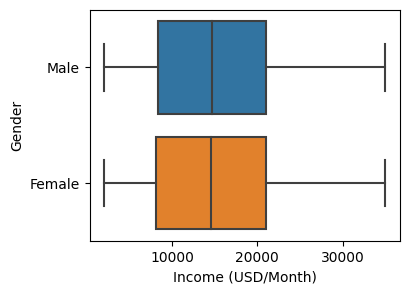 Male
Female
Gender
10000 20000 30000
Income (USD/Month)